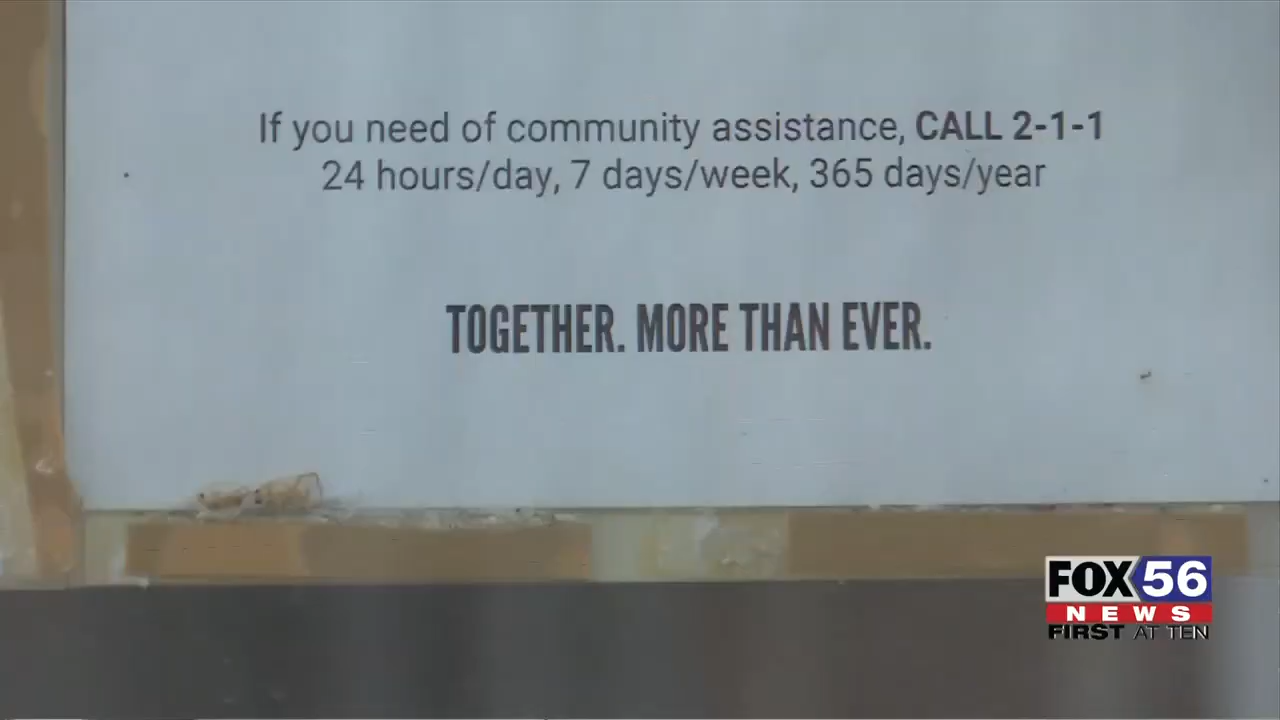 If you need of community assistance, CALL 2-1-1
24 hours/day, 7 days/week, 365 days/year
TOGETHER. MORE THAN EVER.
FOX 56
NEWS
FIRST AT TEN